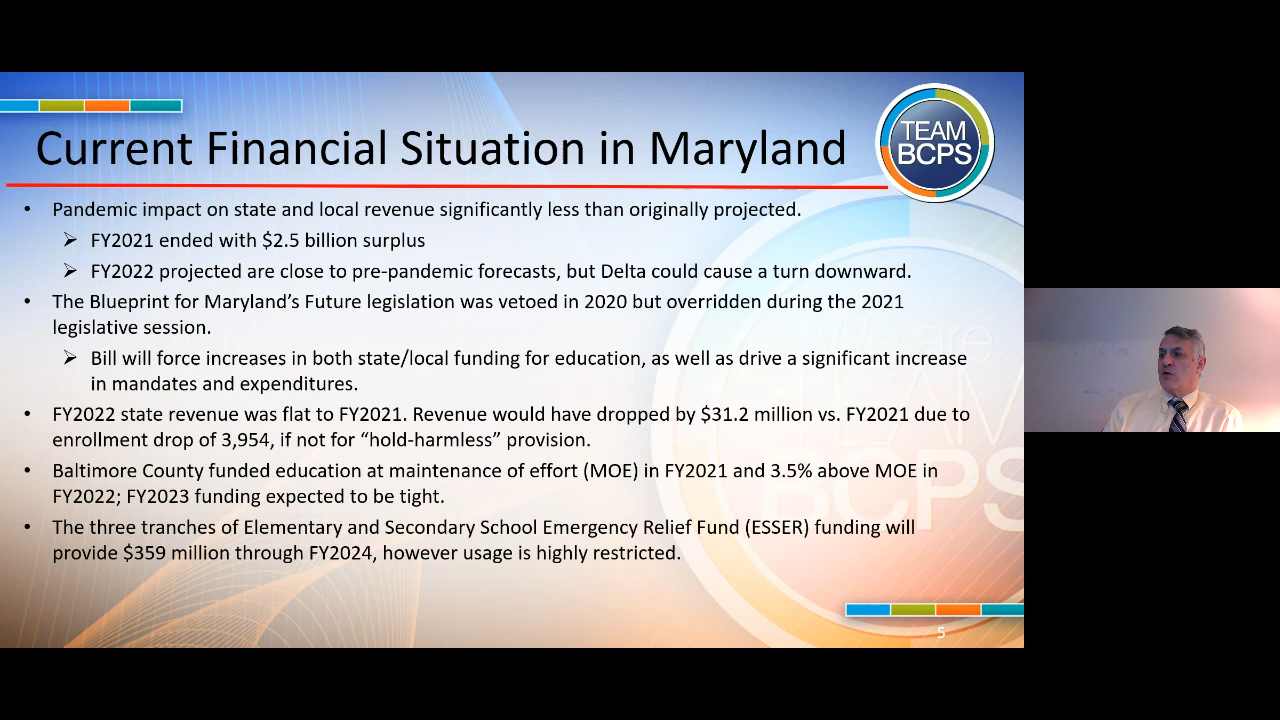 TEAM
BCPS
Current Financial Situation in Maryland
• Pandemic impact on state and local revenue significantly less than originally projected.
➢ FY2021 ended with $2.5 billion surplus
➢ FY2022 projected are close to pre-pandemic forecasts, but Delta could cause a turn downward.
• The Blueprint for Maryland’s Future legislation was vetoed in 2020 but overridden during the 2021
legislative session.
➢ Bill will force increases in both state/local funding for education, as well as drive a significant increase
in mandates and expenditures.
• FY2022 state revenue was flat to FY2021. Revenue would have dropped by $31.2 million vs. FY2021 due to
enrollment drop of 3,954, if not for “hold-harmless” provision.
• Baltimore County funded education at maintenance of effort (MOE) in FY2021 and 3.5% above MOE in
FY2022; FY2023 funding expected to be tight.
• The three tranches of Elementary and Secondary School Emergency Relief Fund (ESSER) funding will
provide $359 million through FY2024, however usage is highly restricted.
We are
TEAM
BCPS
5